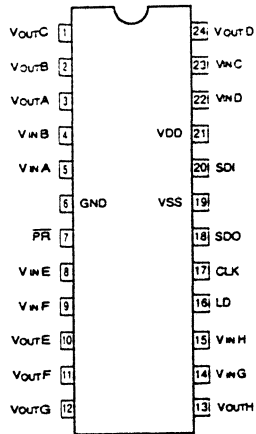 VOUTC 1 24 VOUTD
VOUTB 2 23 VINC
VOUTA 3 22 VIND
VINB 4 VDD 21
VINA 5 20 SDI
6 GND VSS 19
PR 7 18 SDO
VINE 8 17 CLK
VINF 9 16 LD
VOUTE 10 15 VINH
VOUTF 11 14 VING
VOUTG 12 13 VOUTH